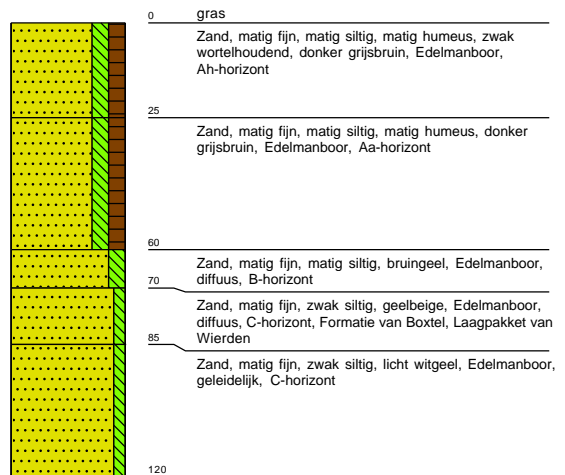 0 gras
Zand, matig fijn, matig siltig, matig humeus, zwak
wortelhoudend, donker grijsbruin, Edelmanboor,
Ah-horizont
25
Zand, matig fijn, matig siltig, matig humeus, donker
grijsbruin, Edelmanboor, Aa-horizont
60
Zand, matig fijn, matig siltig, bruingeel, Edelmanboor,
diffuus, B-horizont
70
Zand, matig fijn, zwak siltig, geelbeige, Edelmanboor,
diffuus, C-horizont, Formatie van Boxtel, Laagpakket van
Wierden
85
Zand, matig fijn, zwak siltig, licht witgeel, Edelmanboor,
geleidelijk, C-horizont
120